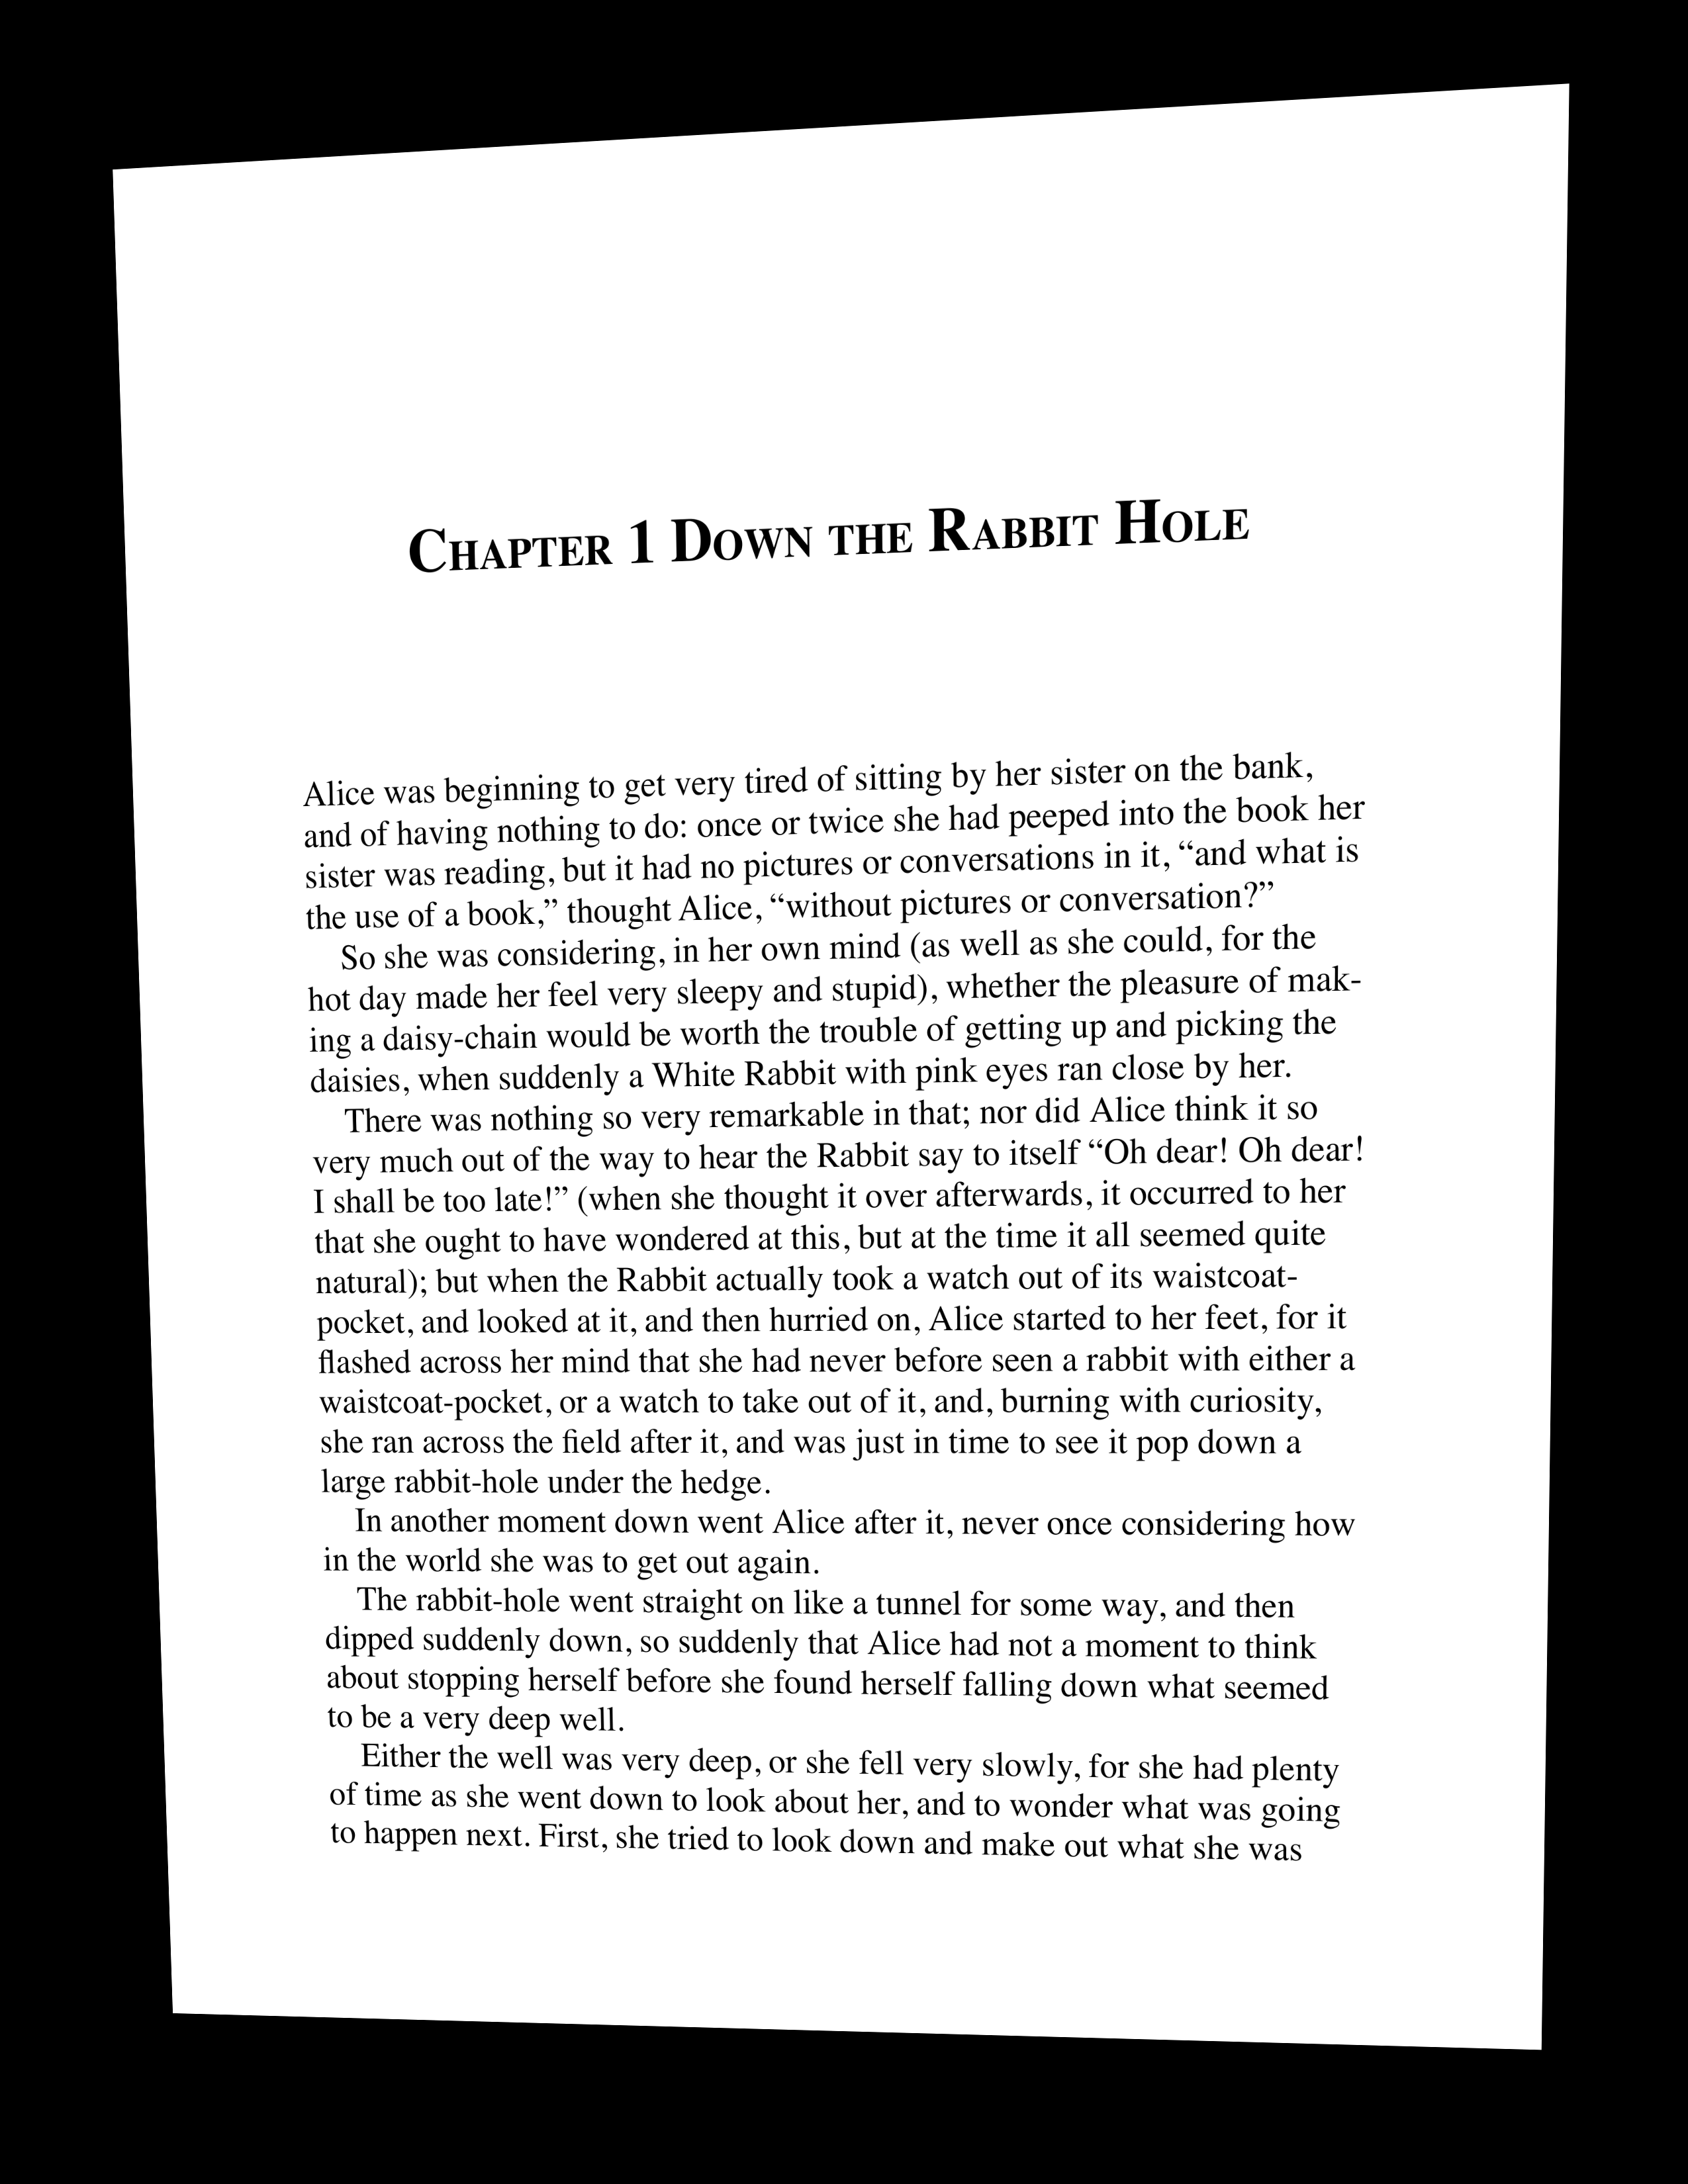 Chapter 1 Down the Rabbit Hole
Alice was beginning to get very tired of sitting by her sister on the bank,
and of having nothing to do: once or twice she had peeped into the book her
sister was reading, but it had no pictures or conversations in it, “and what is
the use of a book,” thought Alice, “without pictures or conversation?”
So she was considering, in her own mind (as well as she could, for the
hot day made her feel very sleepy and stupid), whether the pleasure of mak-
ing a daisy-chain would be worth the trouble of getting up and picking the
daisies, when suddenly a White Rabbit with pink eyes ran close by her.
There was nothing so very remarkable in that; nor did Alice think it so
very much out of the way to hear the Rabbit say to itself “Oh dear! Oh dear!
I shall be too late!” (when she thought it over afterwards, it occurred to her
that she ought to have wondered at this, but at the time it all seemed quite
natural); but when the Rabbit actually took a watch out of its waistcoat-
pocket, and looked at it, and then hurried on, Alice started to her feet, for it
flashed across her mind that she had never before seen a rabbit with either a
waistcoat-pocket, or a watch to take out of it, and, burning with curiosity,
she ran across the field after it, and was just in time to see it pop down a
large rabbit-hole under the hedge.
In another moment down went Alice after it, never once considering how
in the world she was to get out again.
The rabbit-hole went straight on like a tunnel for some way, and then
dipped suddenly down, so suddenly that Alice had not a moment to think
about stopping herself before she found herself falling down what seemed
to be a very deep well.
Either the well was very deep, or she fell very slowly, for she had plenty
of time as she went down to look about her, and to wonder what was going
to happen next. First, she tried to look down and make out what she was